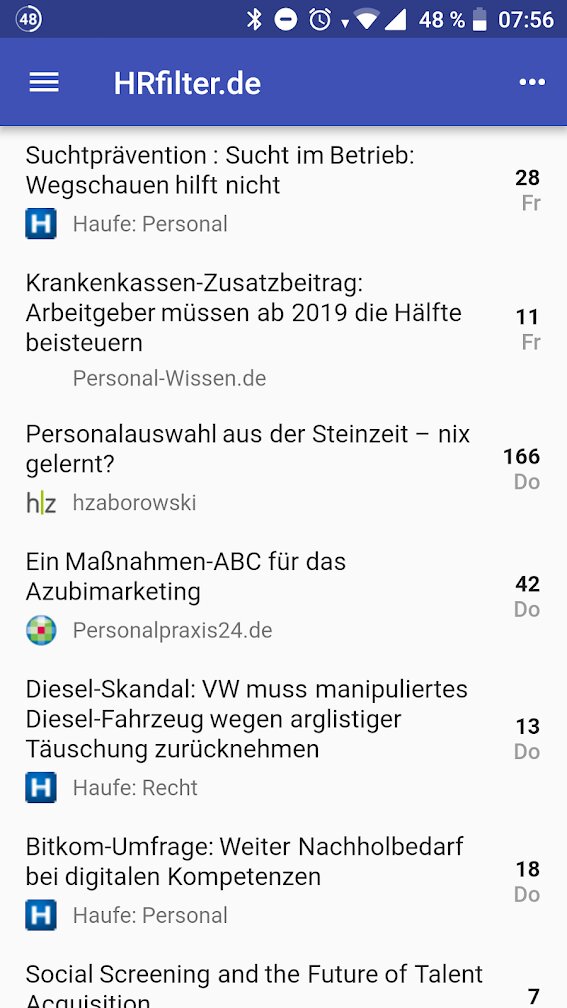 48 48 % 07:56
HRfilter.de
Suchtprävention : Sucht im Betrieb:
Wegschauen hilft nicht
28
Fr
H Haufe: Personal
Krankenkassen-Zusatzbeitrag:
Arbeitgeber müssen ab 2019 die Hälfte
beisteuern
11
Fr
Personal-Wissen.de
Personalauswahl aus der Steinzeit – nix
gelernt?
166
Do
h|z hzaborowski
Ein Maßnahmen-ABC für das
Azubimarketing
42
Do
Personalpraxis24.de
Diesel-Skandal: VW muss manipuliertes
Diesel-Fahrzeug wegen arglistiger
Täuschung zurücknehmen
13
Do
H Haufe: Recht
Bitkom-Umfrage: Weiter Nachholbedarf
bei digitalen Kompetenzen
18
Do
H Haufe: Personal
Social Screening and the Future of Talent
Acquisition
7